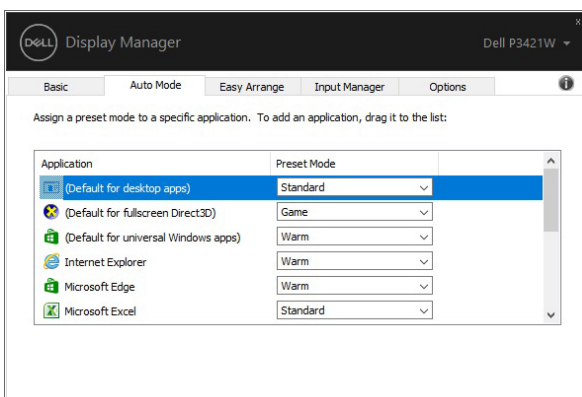 DELL Display Manager
Dell P3421W
Basic Auto Mode Easy Arrange Input Manager Options
Assign a preset mode to a specific application. To add an application, drag it to the list:
Application Preset Mode
(Default for desktop apps) Standard
(Default for fullscreen Direct3D) Game
(Default for universal Windows apps) Warm
Internet Explorer Warm
Microsoft Edge Warm
Microsoft Excel Standard